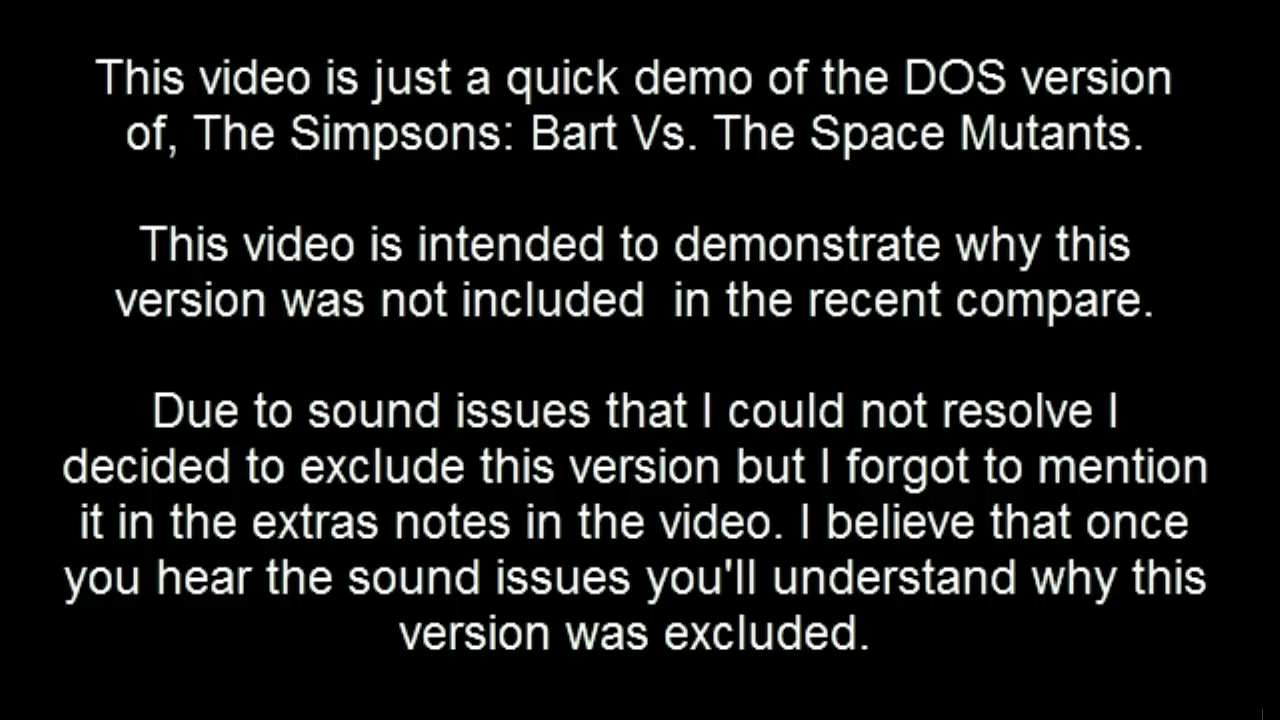 This video is just a quick demo of the DOS version
of, The Simpsons: Bart Vs. The Space Mutants.
This video is intended to demonstrate why this
version was not included  in the recent compare.
Due to sound issues that I could not resolve I
decided to exclude this version but I forgot to mention
it in the extras notes in the video. I believe that once
you hear the sound issues you'll understand why this
version was excluded.